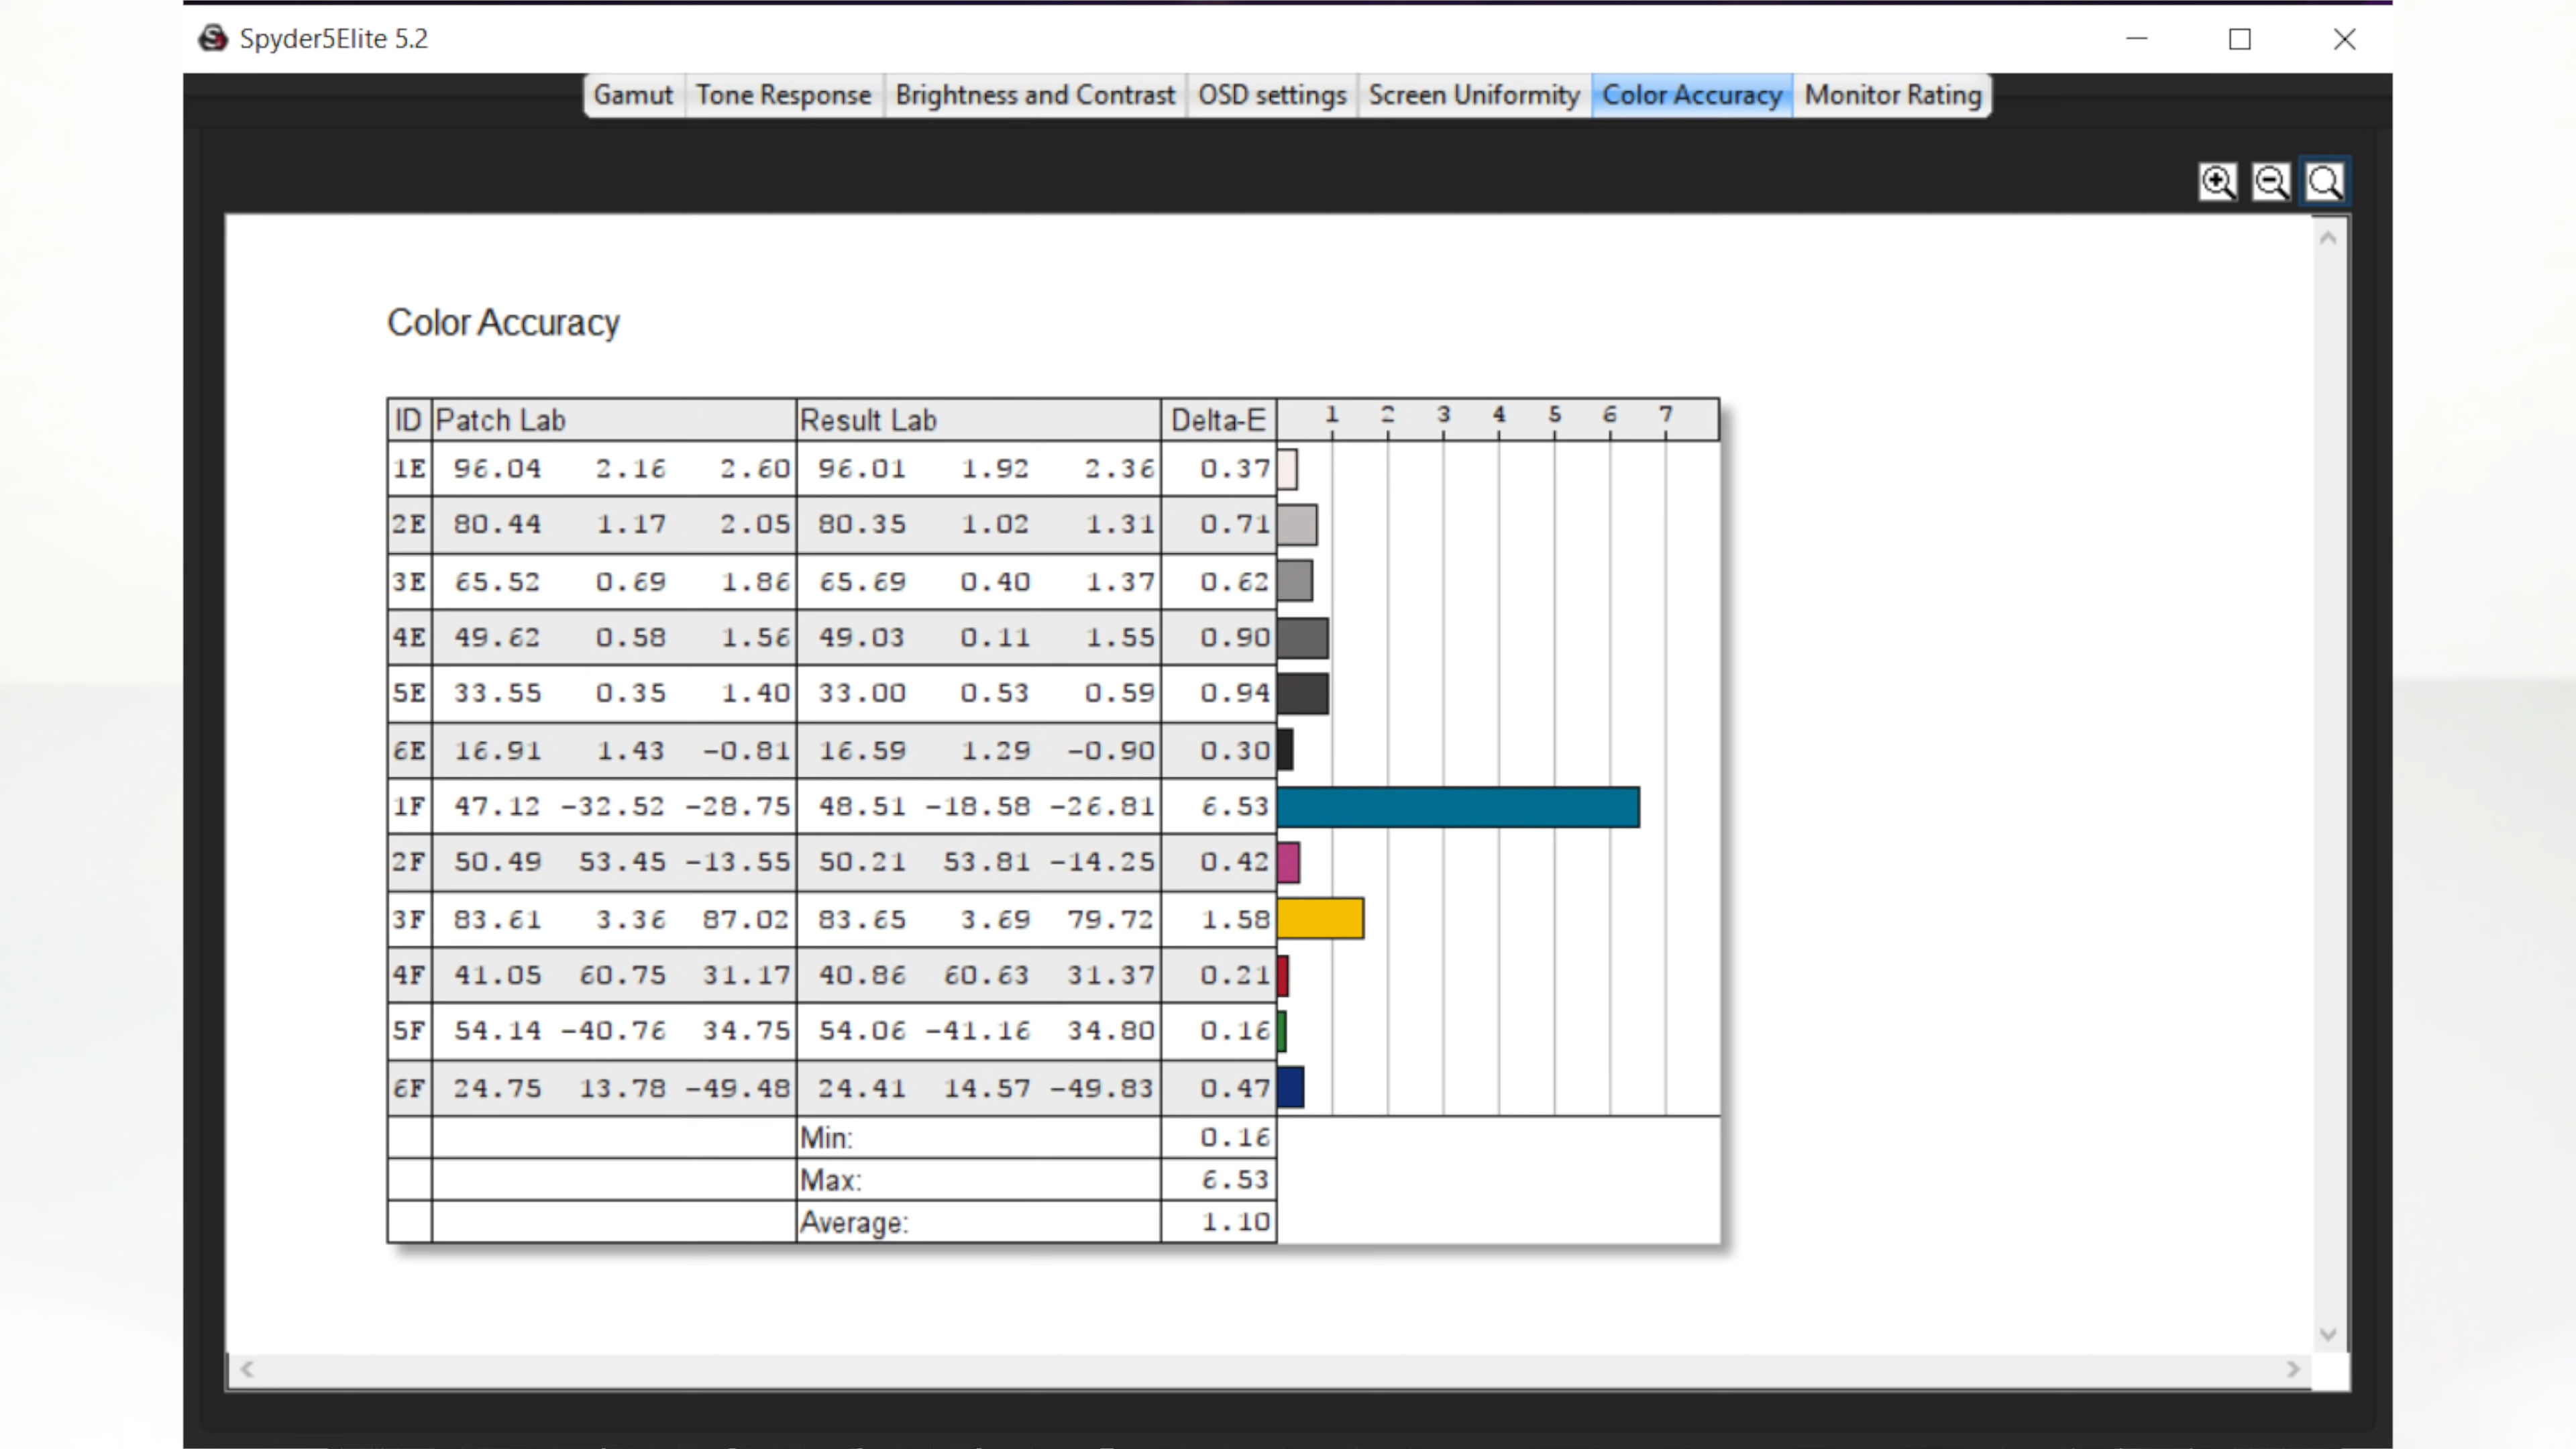 Spyder5Elite 5.2
Gamut Tone Response Brightness and Contrast OSD settings Screen Uniformity Color Accuracy Monitor Rating
Color Accuracy
ID Patch Lab Result Lab Delta-E 1 2 3 4 5 6 7
1E 96.04 2.16 2.60 96.01 1.92 2.36 0.37
2E 80.44 1.17 2.05 80.35 1.02 1.31 0.71
3E 65.52 0.69 1.86 65.69 0.40 1.37 0.62
4E 49.62 0.58 1.56 49.03 0.11 1.55 0.90
5E 33.55 0.35 1.40 33.00 0.53 0.59 0.94
6E 16.91 1.43 -0.81 16.59 1.29 -0.90 0.30
1F 47.12 -32.52 -28.75 48.51 -18.58 -26.81 6.53
2F 50.49 53.45 -13.55 50.21 53.81 -14.25 0.42
3F 83.61 3.36 87.02 83.65 3.69 79.72 1.58
4F 41.05 60.75 31.17 40.86 60.63 31.37 0.21
5F 54.14 -40.76 34.75 54.06 -41.16 34.80 0.16
6F 24.75 13.78 -49.48 24.41 14.57 -49.83 0.47
Min: 0.16
Max: 6.53
Average: 1.10